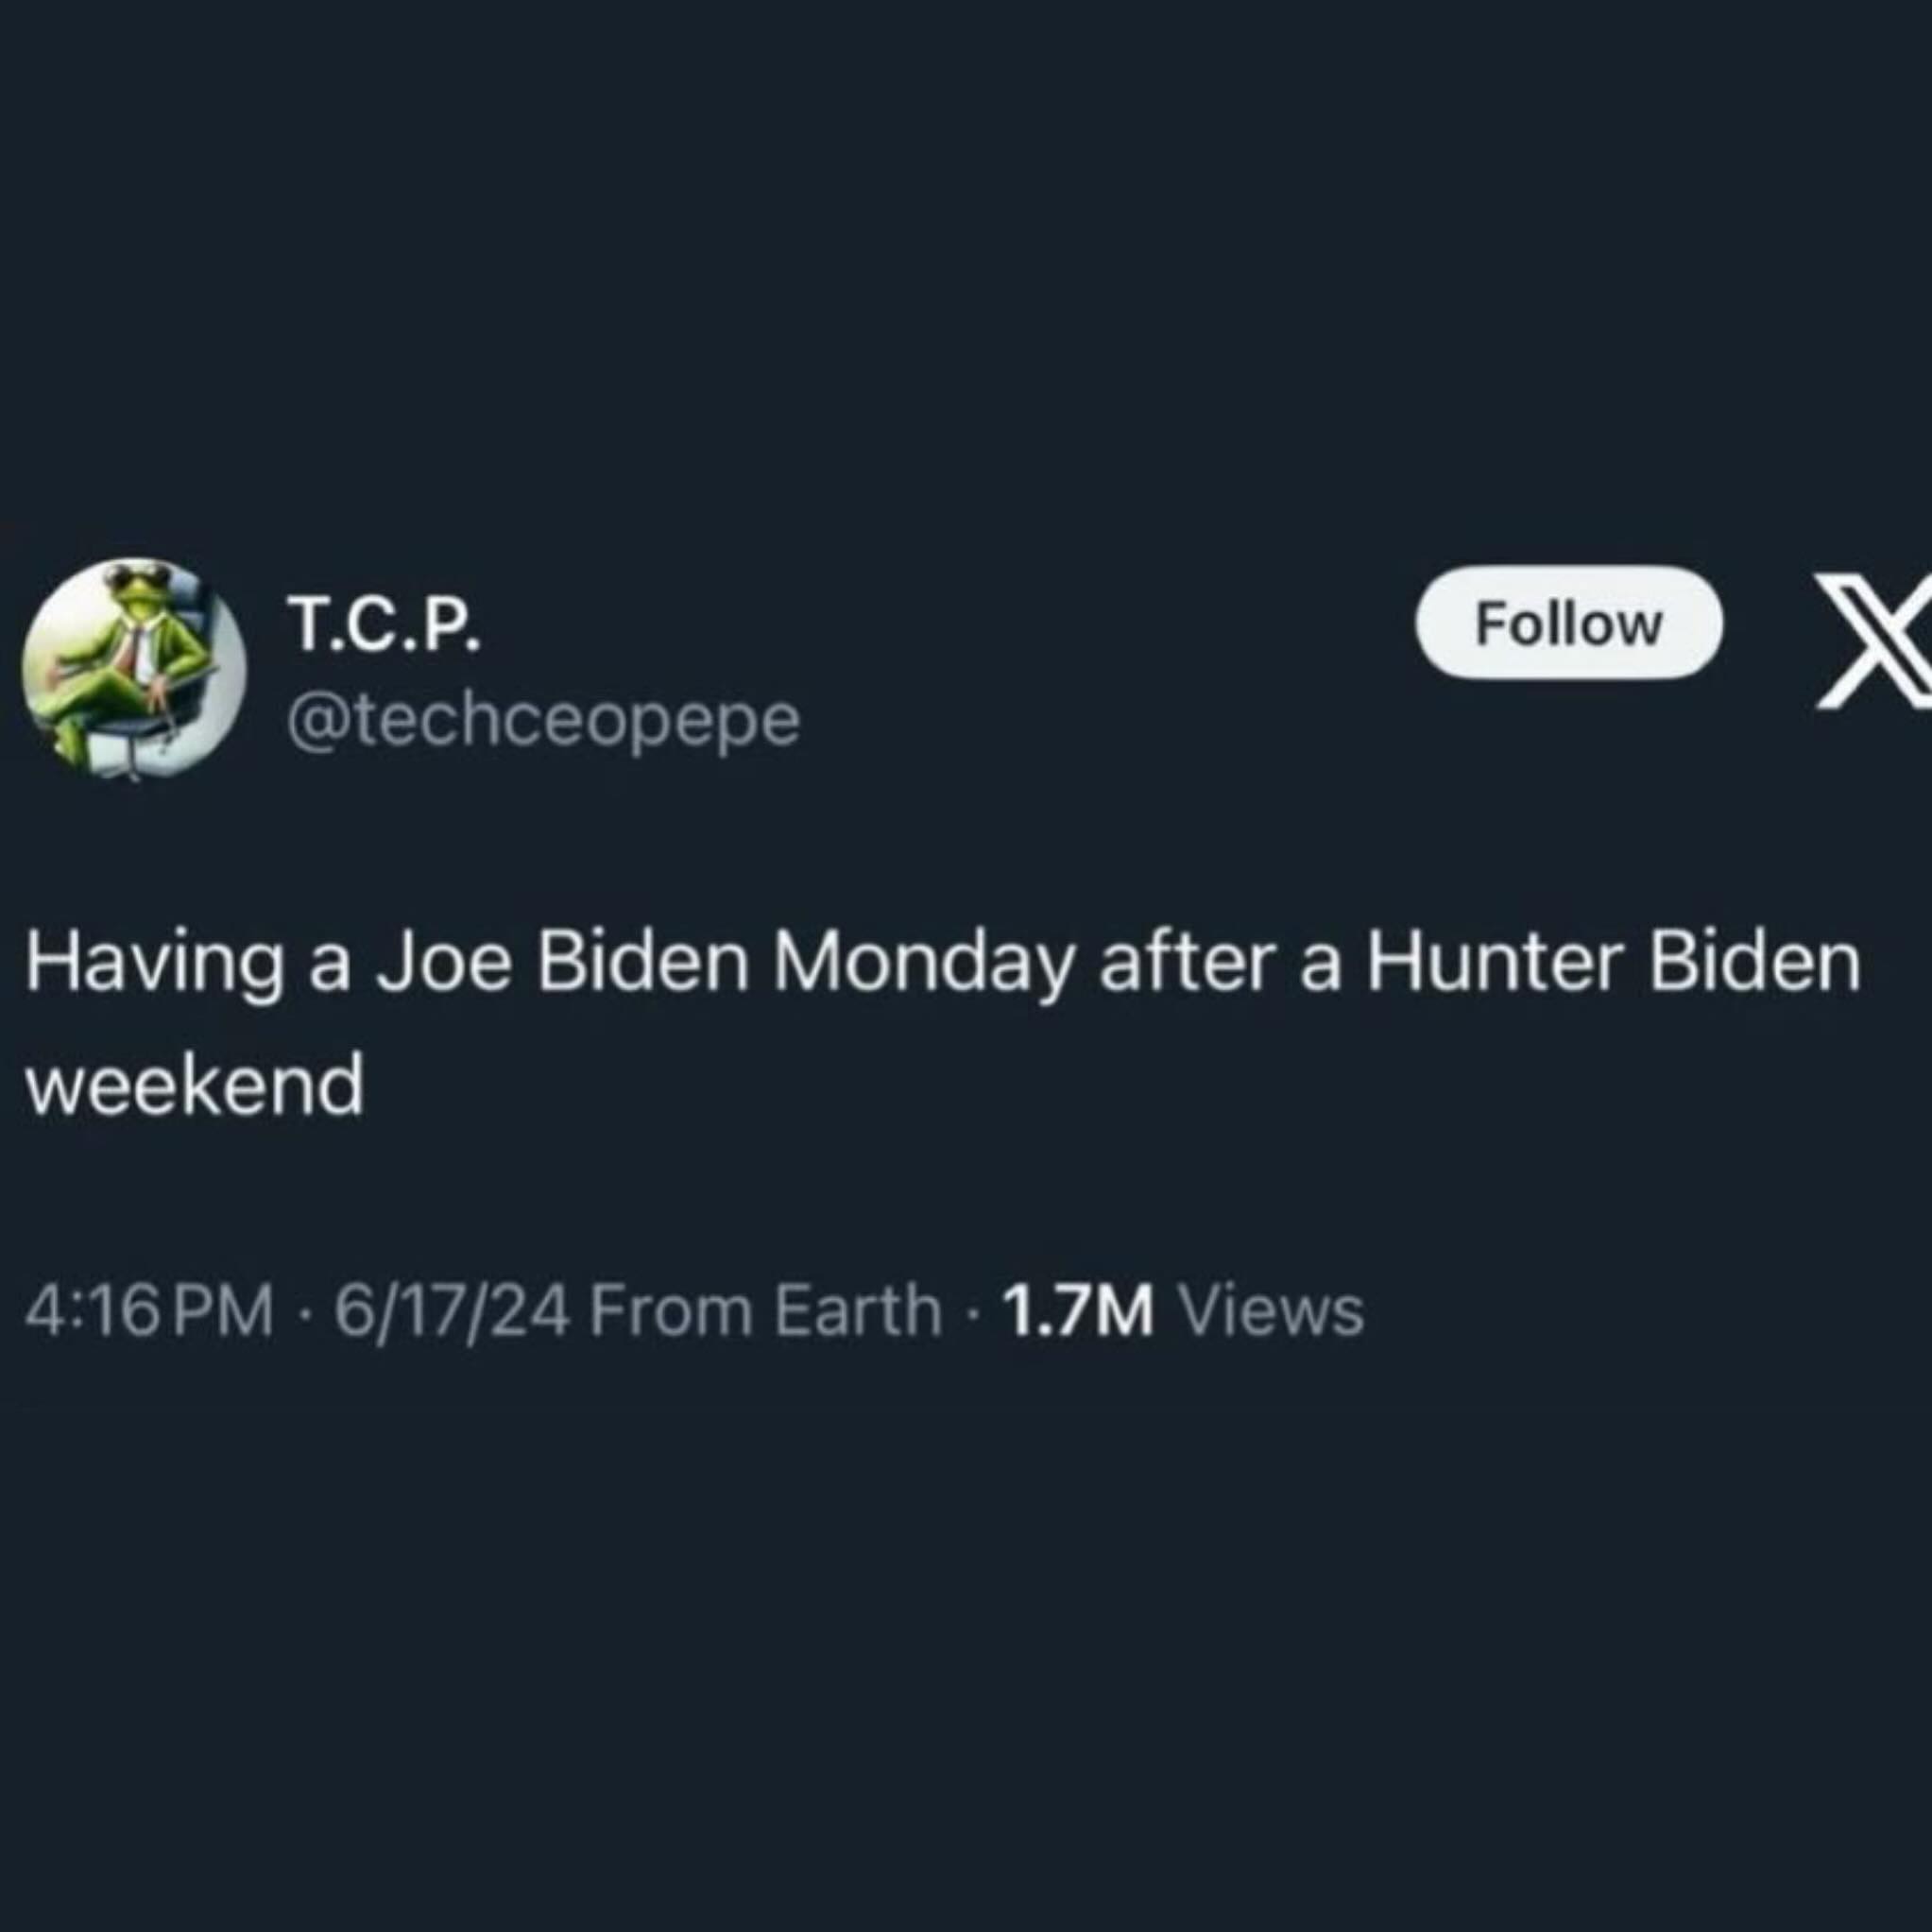 T.C.P.
Follow
@techceopepe
Having a Joe Biden Monday after a Hunter Biden
weekend
4:16 PM · 6/17/24 From Earth · 1.7M Views